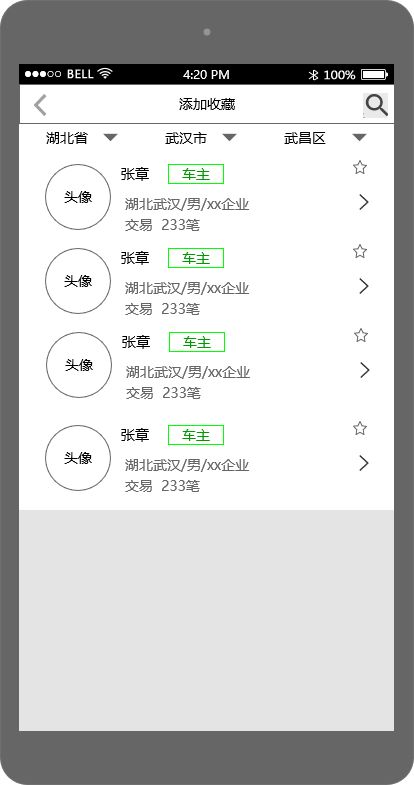 BELL 4:20 PM 100%
添加收藏
湖北省 武汉市 武昌区
头像
张章 车主
湖北武汉/男/xx企业
交易 233笔
头像
张章 车主
湖北武汉/男/xx企业
交易 233笔
头像
张章 车主
湖北武汉/男/xx企业
交易 233笔
头像
张章 车主
湖北武汉/男/xx企业
交易 233笔